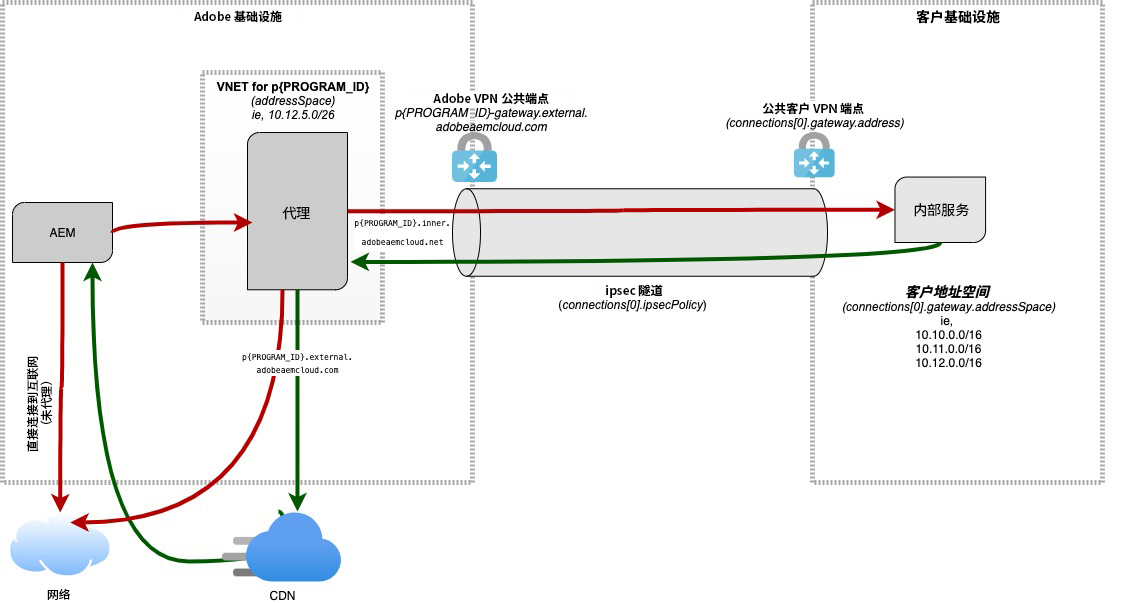 Adobe 基础设施
客户基础设施
VNET for p{PROGRAM_ID}
(addressSpace)
ie, 10.12.5.0/26
Adobe VPN 公共端点
p{PROGRAM_ID}-gateway.external.
adobeaemcloud.com
公共客户 VPN 端点
(connections[0].gateway.address)
AEM
代理
p{PROGRAM_ID}.inner.
adobeaemcloud.net
内部服务
ipsec 隧道
(connections[0].ipsecPolicy)
客户地址空间
(connections[0].gateway.addressSpace)
ie,
10.10.0.0/16
10.11.0.0/16
10.12.0.0/16
p{PROGRAM_ID}.external.
adobeaemcloud.com
直接连接到互联网
(未代理)
网络
CDN